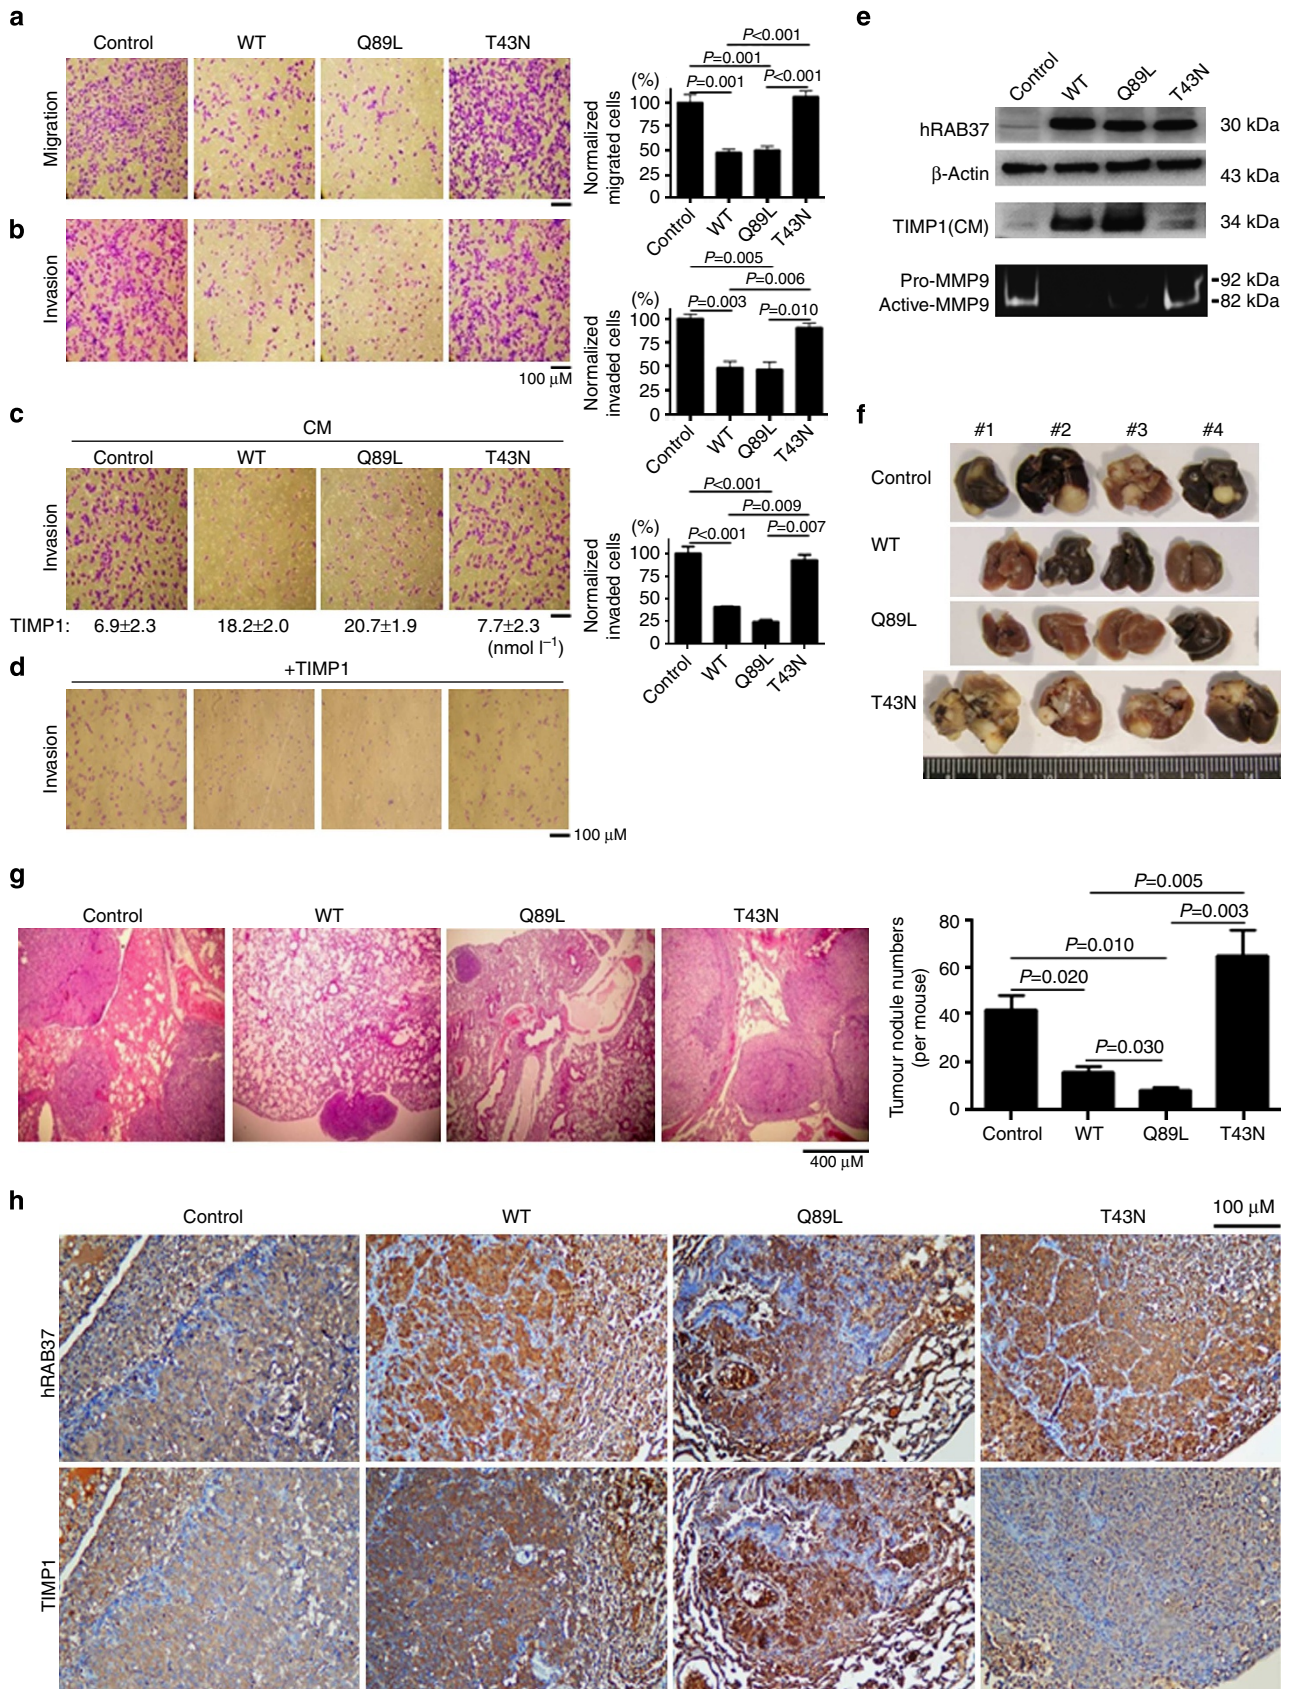 a
Control WT Q89L T43N
Migration
(%)
100
75
50
25
0
Normalized
migrated cells
P<0.001
P=0.001
P=0.001 P<0.001
Control WT Q89L T43N
b
Invasion
100 µM
(%)
100
75
50
25
0
Normalized
invaded cells
P=0.005
P=0.006
P=0.003
P=0.010
Control WT Q89L T43N
c
CM
Control WT Q89L T43N
Invasion
TIMP1: 6.9±2.3 18.2±2.0 20.7±1.9 7.7±2.3
(nmol l⁻¹)
(%)
100
75
50
25
0
Normalized
invaded cells
P<0.001
P=0.009
P<0.001 P=0.007
Control WT Q89L T43N
d
+TIMP1
Invasion
100 µM
e
Control WT Q89L T43N
hRAB37 30 kDa
β-Actin 43 kDa
TIMP1(CM) 34 kDa
Pro-MMP9 92 kDa
Active-MMP9 82 kDa
f
#1 #2 #3 #4
Control
WT
Q89L
T43N
g
Control WT Q89L T43N
400 µM
Tumour nodule numbers
(per mouse)
80
60
40
20
0
P=0.005
P=0.003
P=0.010
P=0.020
P=0.030
Control WT Q89L T43N
h
Control WT Q89L T43N 100 µM
hRAB37
TIMP1